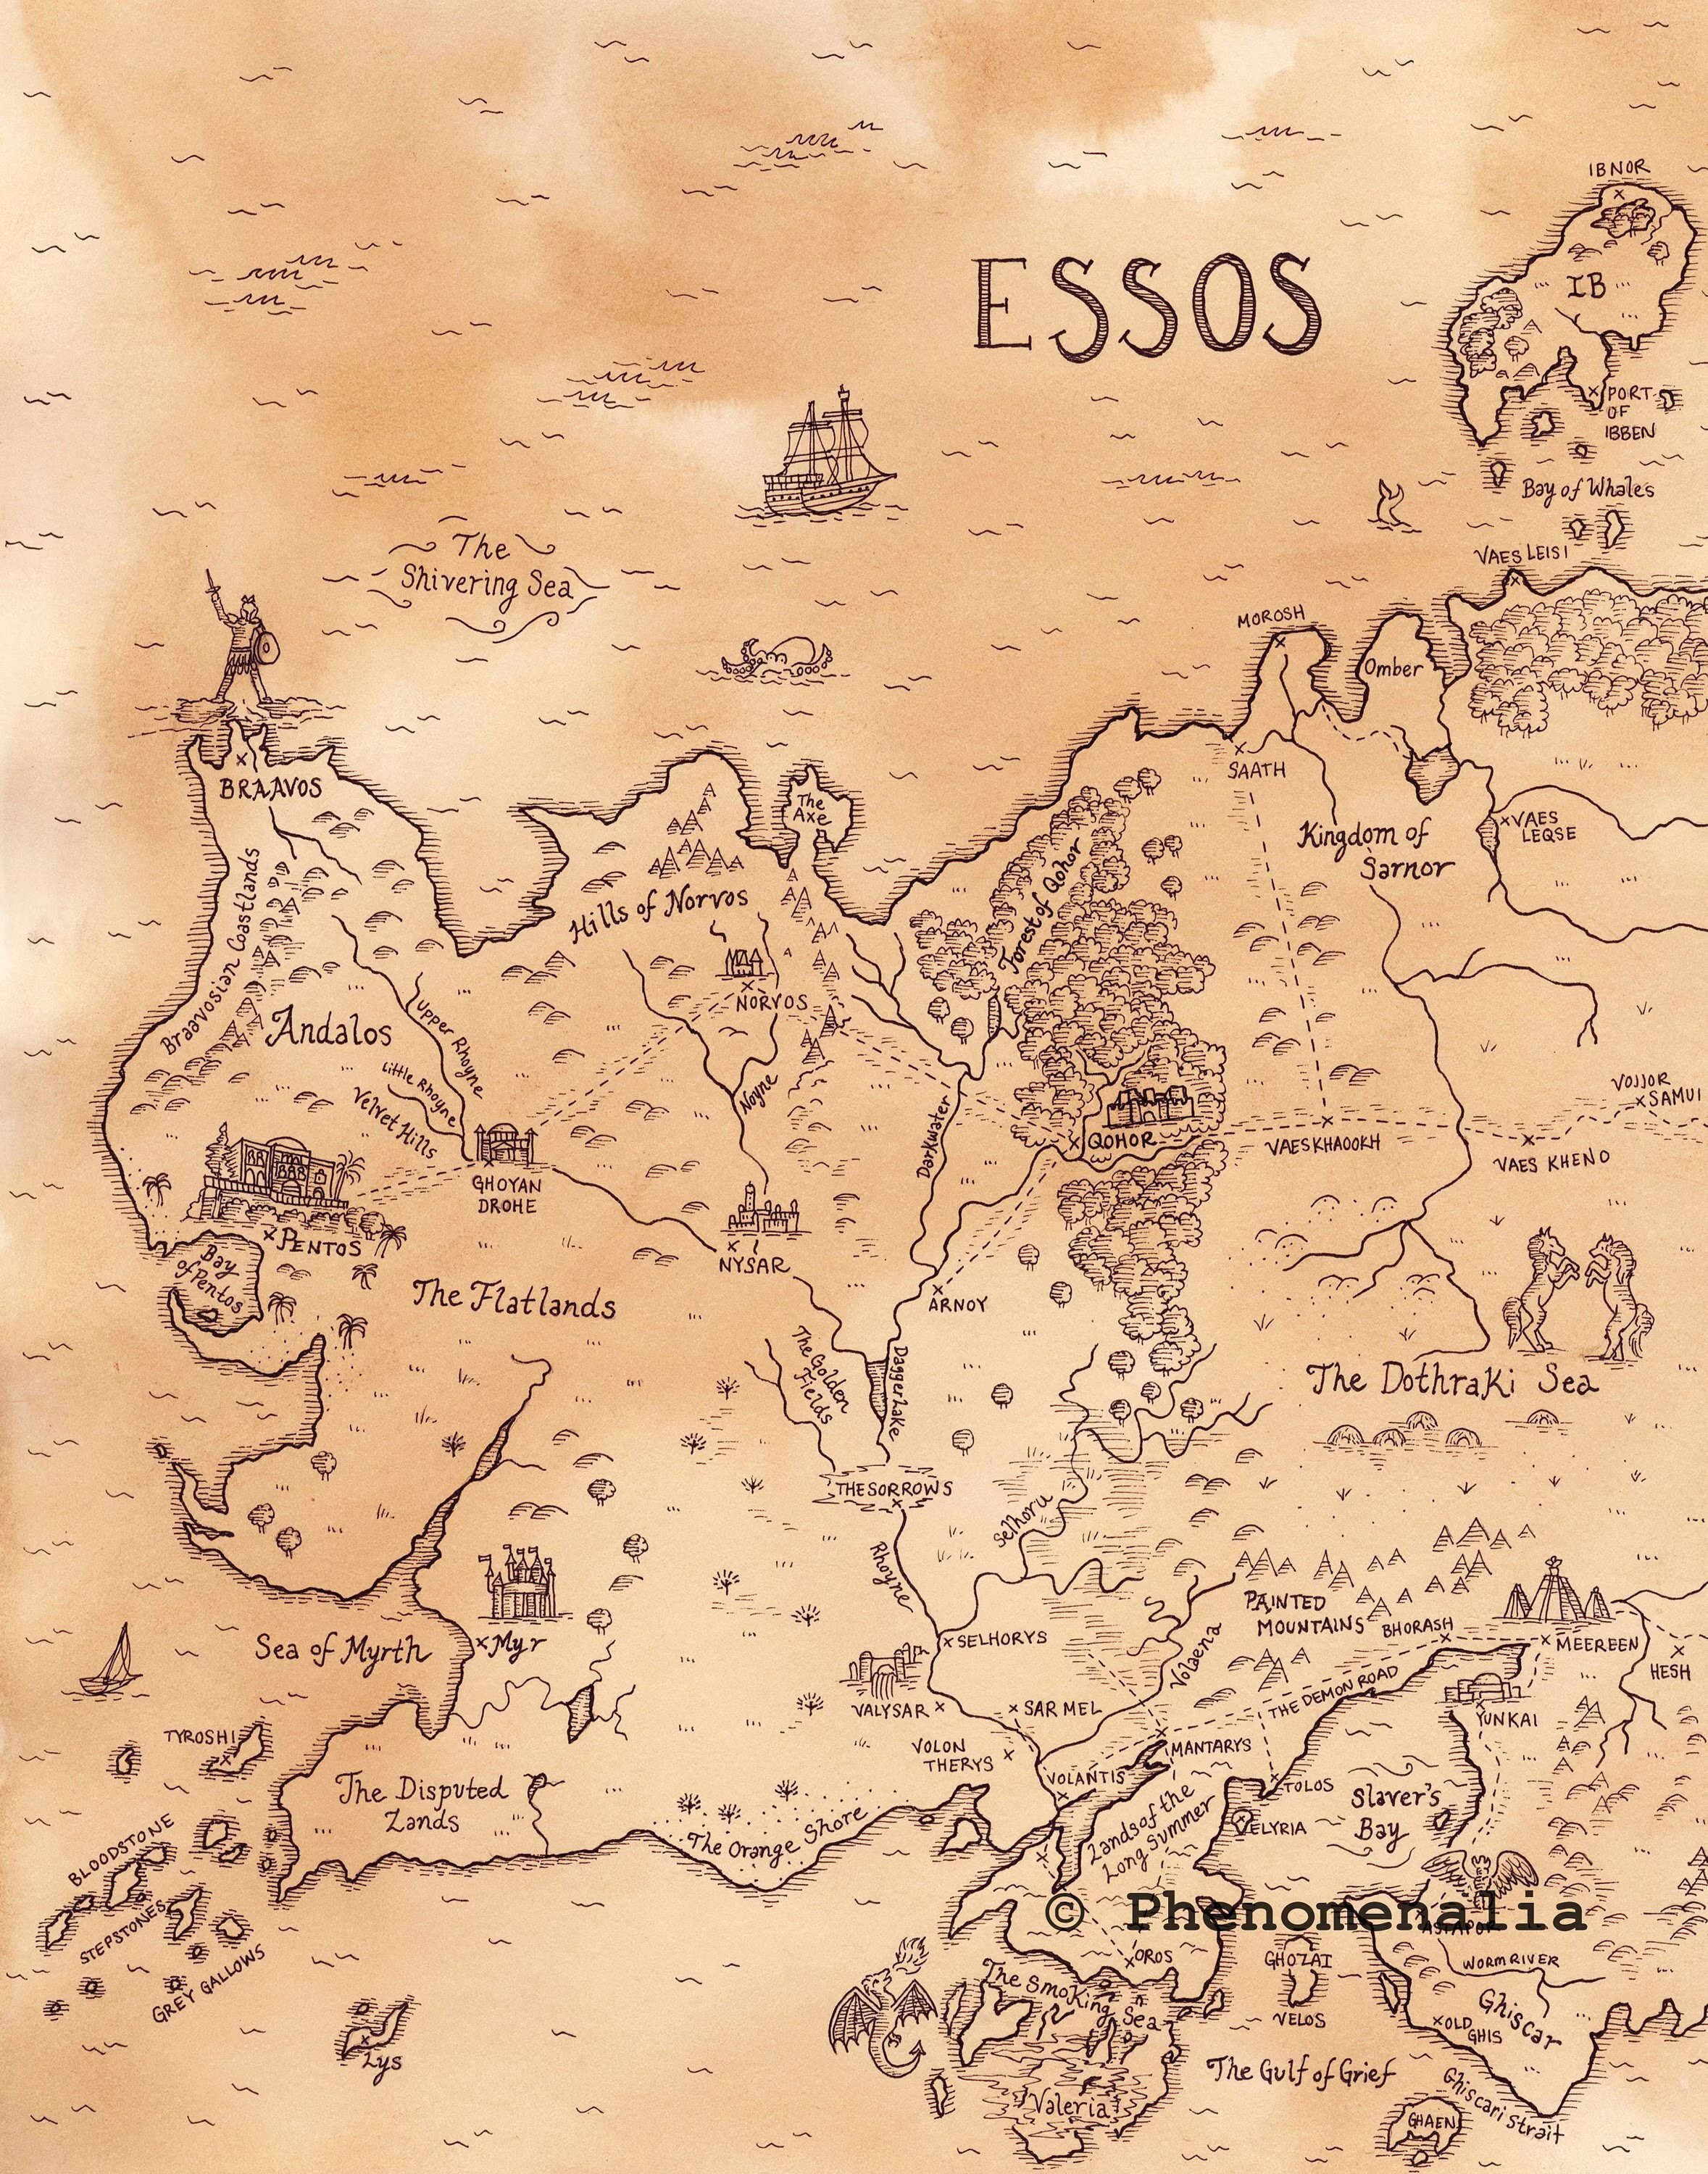 IBNOR
ESSOS
IB
PORT
OF
IBBEN
Bay of Whales
The
Shivering Sea
VAES LEISI
MOROSH
Omber
BRAAVOS
SAATH
The
Axe
Kingdom of
Sarnor
VAES
LEQSE
Braavosian Coastlands
Hills of Norvos
Forest of Qohor
NORVOS
Andalos
Upper Rhoyne
Little Rhoyne
Velvet Hills
Noyne
Darkwater
QOHOR
VAES KHAOOKH
VOJJOR
SAMUI
VAES KHENO
GHOYAN
DROHE
PENTOS
Bay
of Pentos
NYSAR
The Flatlands
ARNOY
The Golden
Fields
Dagger Lake
The Dothraki Sea
THE SORROWS
Selhoru
Rhoyne
PAINTED
MOUNTAINS
BHORASH
MEEREEN
HESH
Sea of Myrth
Myr
SELHORYS
Volaena
VALYSAR
SAR MEL
THE DEMON ROAD
YUNKAI
TYROSHI
VOLON
THERYS
MANTARYS
VOLANTIS
TOLOS
The Disputed
Lands
The Orange Shore
Lands of the
Long Summer
ELYRIA
Slaver's
Bay
BLOODSTONE
STEPSTONES
GREY GALLOWS
© Phenomenalia
ASTAPOR
OROS
GHOZAI
WORM RIVER
The Smoking
Sea
VELOS
OLD
GHIS
Ghiscar
Lys
The Gulf of Grief
Ghiscari Strait
Valeria
GHAEN